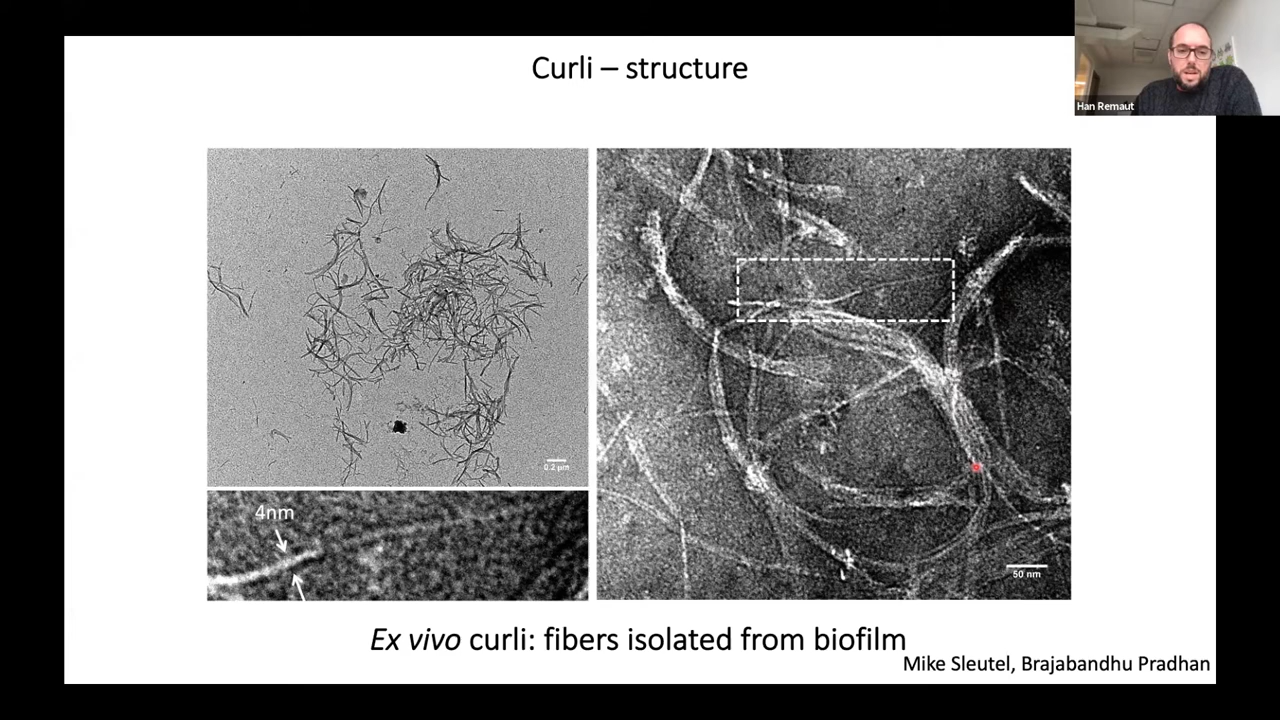 Curli – structure
Han Remaut
0.2 µm
4nm
50 nm
Ex vivo curli: fibers isolated from biofilm
Mike Sleutel, Brajabandhu Pradhan